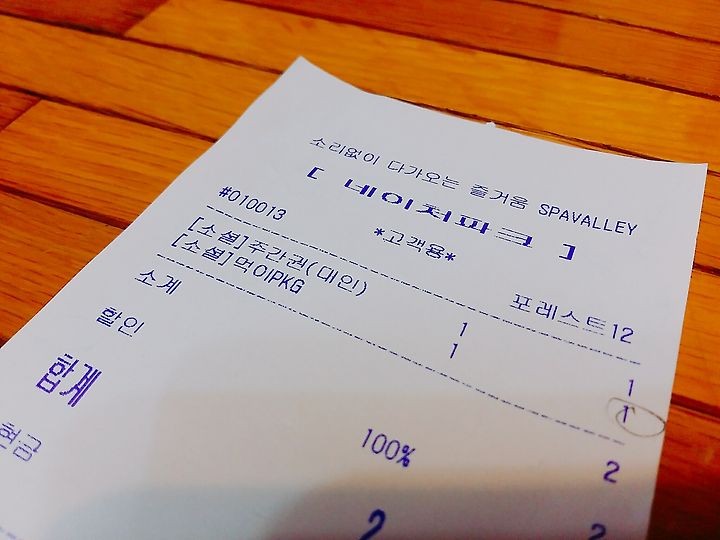 소리없이 다가오는 즐거움 SPAVALLEY
[ 네이처파크 ]
*고객용*
#010013 포레스트12
[소셜]주간권(대인) 1 1
[소셜]먹이PKG 1 1
소계 2
할인 100% 2
합계 2
현금